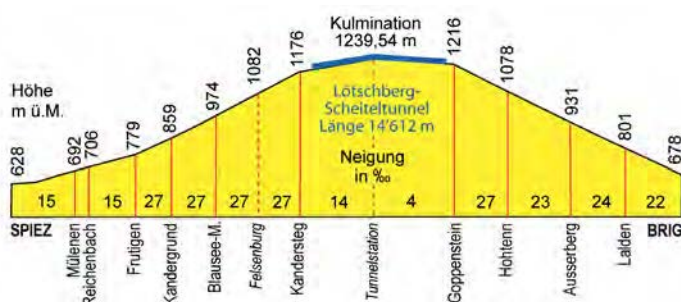 Kulmination
1239,54 m
Höhe
m ü.M.
628
692
706
779
859
974
1082
1176
1216
1078
931
801
678
Lötschberg-
Scheiteltunnel
Länge 14'612 m
Neigung
in ‰
15
15
27
27
27
27
14
4
27
23
24
22
SPIEZ
Mülenen
Reichenbach
Frutigen
Kandergrund
Blausee-M.
Felsenburg
Kandersteg
Tunnelstation
Goppenstein
Hohtenn
Ausserberg
Lalden
BRIG